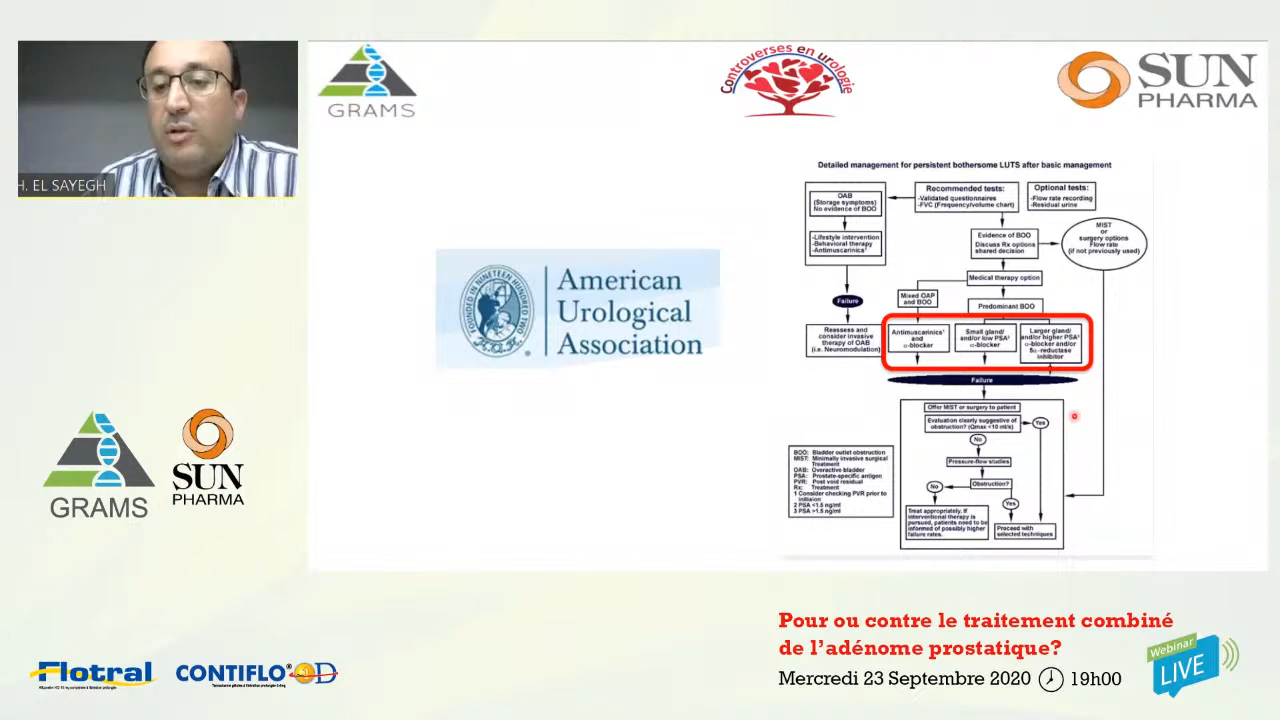 H. EL SAYEGH
GRAMS
Controverses en urologie
SUN
PHARMA
American
Urological
Association
Detailed management for persistent bothersome LUTS after basic management
OAB
(Storage symptoms)
No evidence of BOO
Recommended tests:
-Validated questionnaires
-FVC (Frequency/volume chart)
Optional tests:
-Flow rate recording
-Residual urine
-Lifestyle intervention
-Behavioral therapy
-Antimuscarinics¹
Evidence of BOO
Discuss Rx options
shared decision
MIST
or
surgery options
Flow rate
(if not previously used)
Medical therapy option
Mixed OAP
and BOO
Predominant BOO
Failure
Reassess and
consider invasive
therapy of OAB
(i.e. Neuromodulation)
Antimuscarinics¹
and
α-blocker
Small gland/
and/or low PSA²
α-blocker
Larger gland/
and/or higher PSA³
α-blocker and/or
5α-reductase
inhibitor
Failure
Offer MIST or surgery to patient
Evaluation clearly suggestive of
obstruction? (Qmax <10 ml/s)
Yes
No
Pressure-flow studies
Obstruction?
No
Yes
Treat appropriately. If
interventional therapy is
pursued, patients need to be
informed of possibly higher
failure rates.
Proceed with
selected techniques
BOO: Bladder outlet obstruction
MIST: Minimally invasive surgical
Treatment
OAB: Overactive bladder
PSA: Prostate-specific antigen
PVR: Post void residual
Rx: Treatment
1 Consider checking PVR prior to
initiaion
2 PSA <1.5 ng/ml
3 PSA >1.5 ng/ml
GRAMS
SUN
PHARMA
Flotral
CONTIFLO® OD
Pour ou contre le traitement combiné
de l'adénome prostatique?
Mercredi 23 Septembre 2020 19h00
Webinar
LIVE